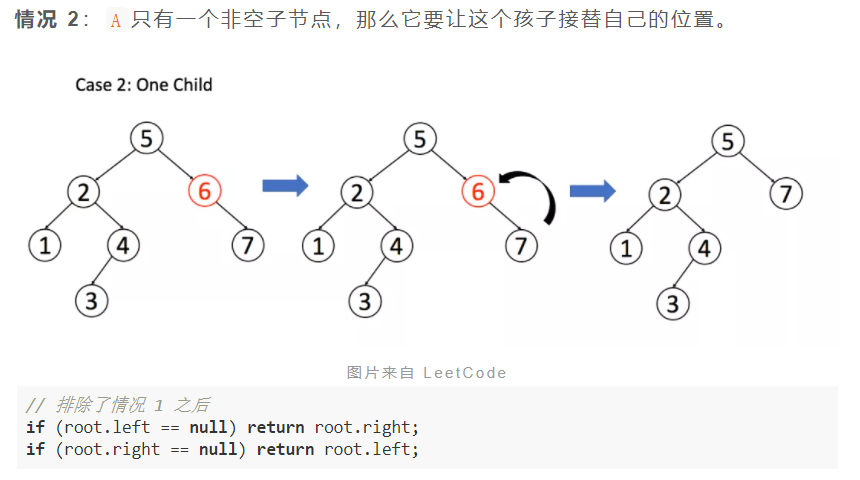 情况 2： A 只有一个非空子节点，那么它要让这个孩子接替自己的位置。
Case 2: One Child
5 5 5
2 6 2 6 2 7
1 4 7 1 4 7 1 4
3 3 3
图片来自 LeetCode
// 排除了情况 1 之后
if (root.left == null) return root.right;
if (root.right == null) return root.left;